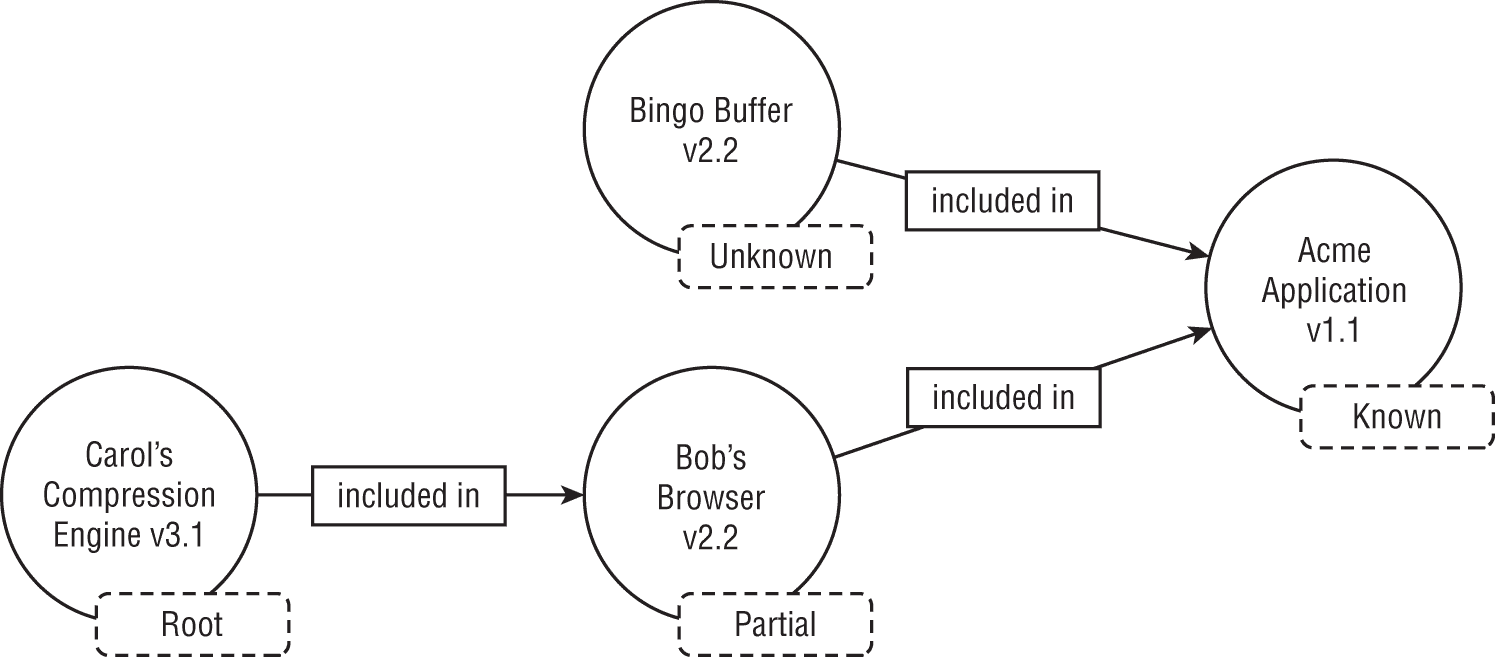 Bingo Buffer
v2.2
Unknown
included in
Acme
Application
v1.1
Known
Carol’s
Compression
Engine v3.1
Root
included in
Bob’s
Browser
v2.2
Partial
included in